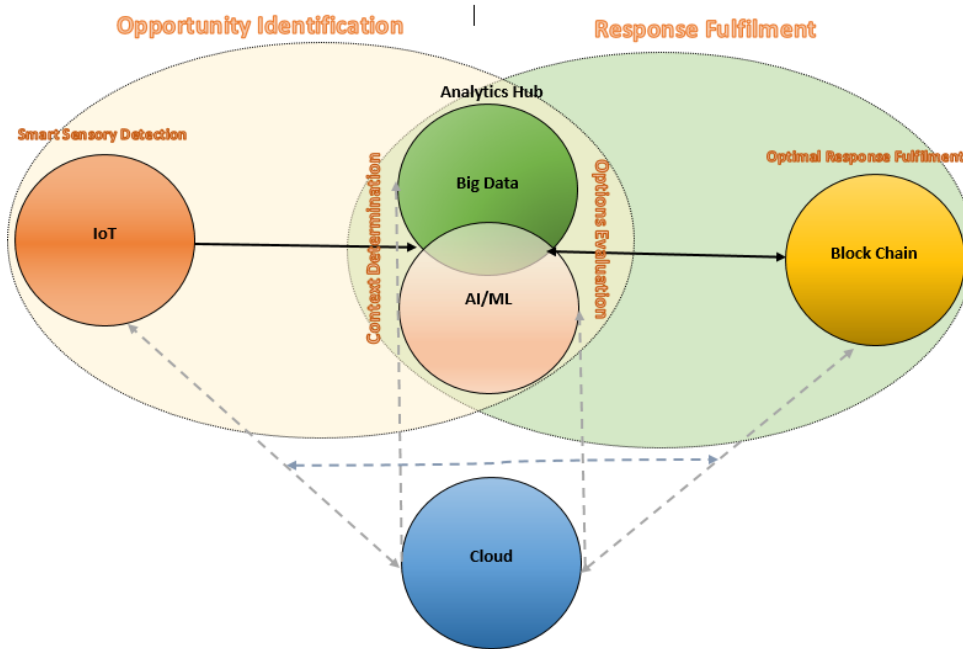 Opportunity Identification
Response Fulfilment
Analytics Hub
Smart Sensory Detection
Optimal Response Fulfilment
Context Determination
Options Evaluation
Big Data
IoT
Block Chain
AI/ML
Cloud